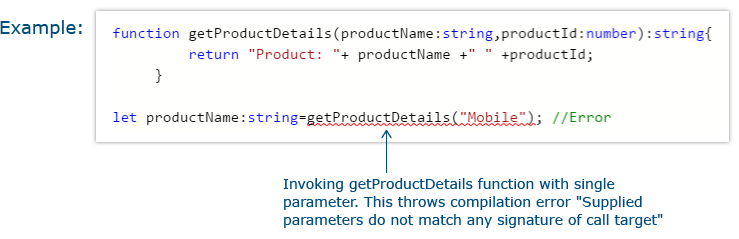 Example:
function getProductDetails(productName:string,productId:number):string{
return "Product: "+ productName +" " +productId;
}
let productName:string=getProductDetails("Mobile"); //Error
Invoking getProductDetails function with single
parameter. This throws compilation error "Supplied
parameters do not match any signature of call target"